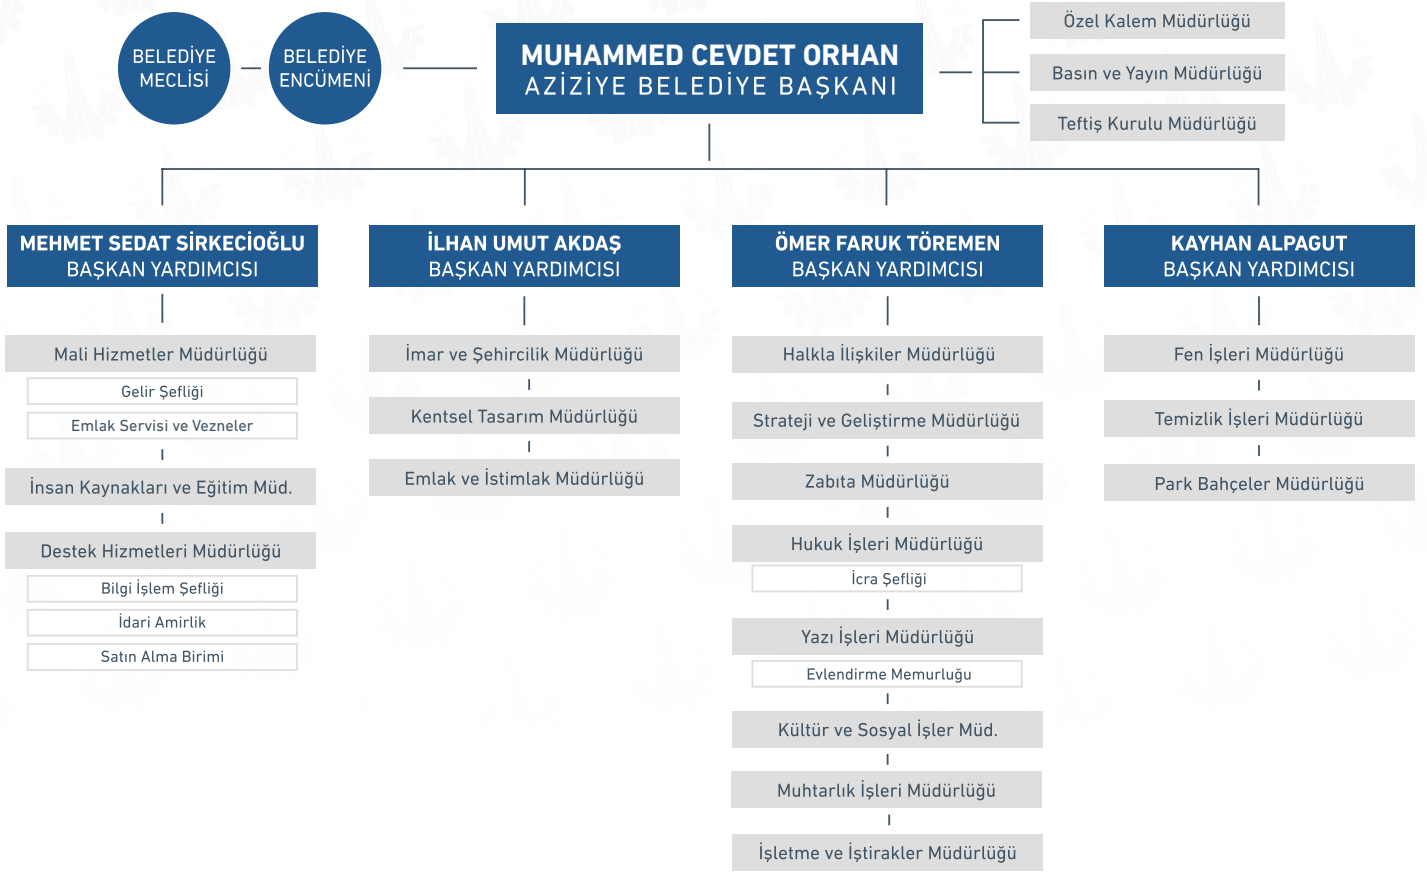 BELEDİYE
MECLİSİ
BELEDİYE
ENCÜMENİ
MUHAMMED CEVDET ORHAN
AZİZİYE BELEDİYE BAŞKANI
Özel Kalem Müdürlüğü
Basın ve Yayın Müdürlüğü
Teftiş Kurulu Müdürlüğü
MEHMET SEDAT SİRKECİOĞLU
BAŞKAN YARDIMCISI
Mali Hizmetler Müdürlüğü
Gelir Şefliği
Emlak Servisi ve Vezneler
İnsan Kaynakları ve Eğitim Müd.
Destek Hizmetleri Müdürlüğü
Bilgi İşlem Şefliği
İdari Amirlik
Satın Alma Birimi
İLHAN UMUT AKDAŞ
BAŞKAN YARDIMCISI
İmar ve Şehircilik Müdürlüğü
Kentsel Tasarım Müdürlüğü
Emlak ve İstimlak Müdürlüğü
ÖMER FARUK TÖREMEN
BAŞKAN YARDIMCISI
Halkla İlişkiler Müdürlüğü
Strateji ve Geliştirme Müdürlüğü
Zabıta Müdürlüğü
Hukuk İşleri Müdürlüğü
İcra Şefliği
Yazı İşleri Müdürlüğü
Evlendirme Memurluğu
Kültür ve Sosyal İşler Müd.
Muhtarlık İşleri Müdürlüğü
İşletme ve İştirakler Müdürlüğü
KAYHAN ALPAGUT
BAŞKAN YARDIMCISI
Fen İşleri Müdürlüğü
Temizlik İşleri Müdürlüğü
Park Bahçeler Müdürlüğü